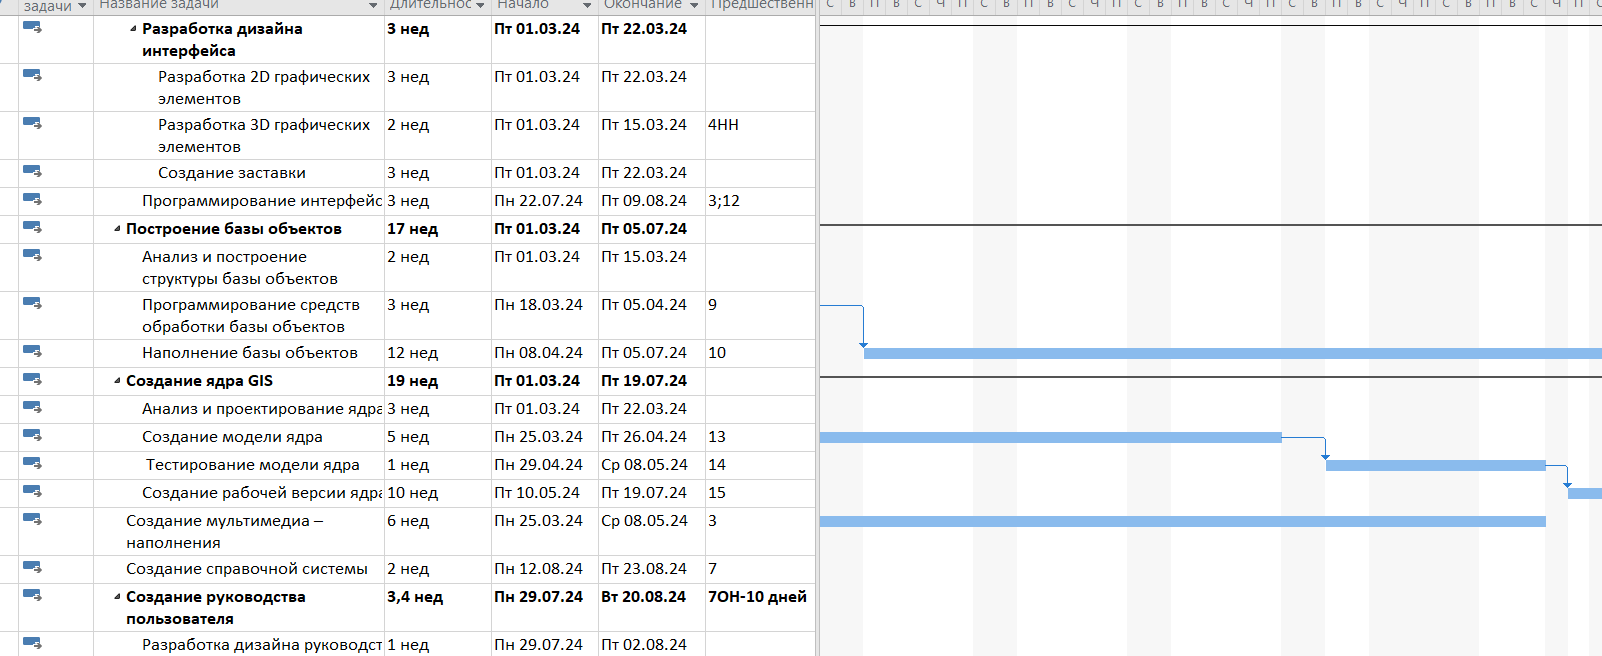 задачи Название задачи Длительнос Начало Окончание Предшественн С В П В С Ч П С В П В С Ч П С В П В С Ч П С В П В С Ч П С В П В С Ч П С
Разработка дизайна 3 нед Пт 01.03.24 Пт 22.03.24
интерфейса
Разработка 2D графических 3 нед Пт 01.03.24 Пт 22.03.24
элементов
Разработка 3D графических 2 нед Пт 01.03.24 Пт 15.03.24 4НН
элементов
Создание заставки 3 нед Пт 01.03.24 Пт 22.03.24
Программирование интерфейс 3 нед Пн 22.07.24 Пт 09.08.24 3;12
Построение базы объектов 17 нед Пт 01.03.24 Пт 05.07.24
Анализ и построение 2 нед Пт 01.03.24 Пт 15.03.24
структуры базы объектов
Программирование средств 3 нед Пн 18.03.24 Пт 05.04.24 9
обработки базы объектов
Наполнение базы объектов 12 нед Пн 08.04.24 Пт 05.07.24 10
Создание ядра GIS 19 нед Пт 01.03.24 Пт 19.07.24
Анализ и проектирование ядра 3 нед Пт 01.03.24 Пт 22.03.24
Создание модели ядра 5 нед Пн 25.03.24 Пт 26.04.24 13
Тестирование модели ядра 1 нед Пн 29.04.24 Ср 08.05.24 14
Создание рабочей версии ядра 10 нед Пт 10.05.24 Пт 19.07.24 15
Создание мультимедиа – 6 нед Пн 25.03.24 Ср 08.05.24 3
наполнения
Создание справочной системы 2 нед Пн 12.08.24 Пт 23.08.24 7
Создание руководства 3,4 нед Пн 29.07.24 Вт 20.08.24 7ОН-10 дней
пользователя
Разработка дизайна руководст 1 нед Пн 29.07.24 Пт 02.08.24